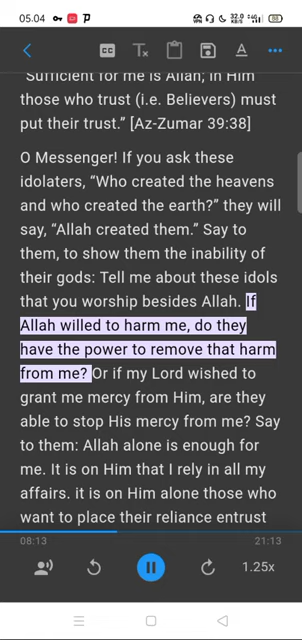 05.04
32.0 KB/S
4G
88
CC
“Sufficient for me is Allah; in Him
those who trust (i.e. Believers) must
put their trust.” [Az-Zumar 39:38]
O Messenger! If you ask these
idolaters, “Who created the heavens
and who created the earth?” they will
say, “Allah created them.” Say to
them, to show them the inability of
their gods: Tell me about these idols
that you worship besides Allah. If
Allah willed to harm me, do they
have the power to remove that harm
from me? Or if my Lord wished to
grant me mercy from Him, are they
able to stop His mercy from me? Say
to them: Allah alone is enough for
me. It is on Him that I rely in all my
affairs. it is on Him alone those who
want to place their reliance entrust
08:13
21:13
1.25x